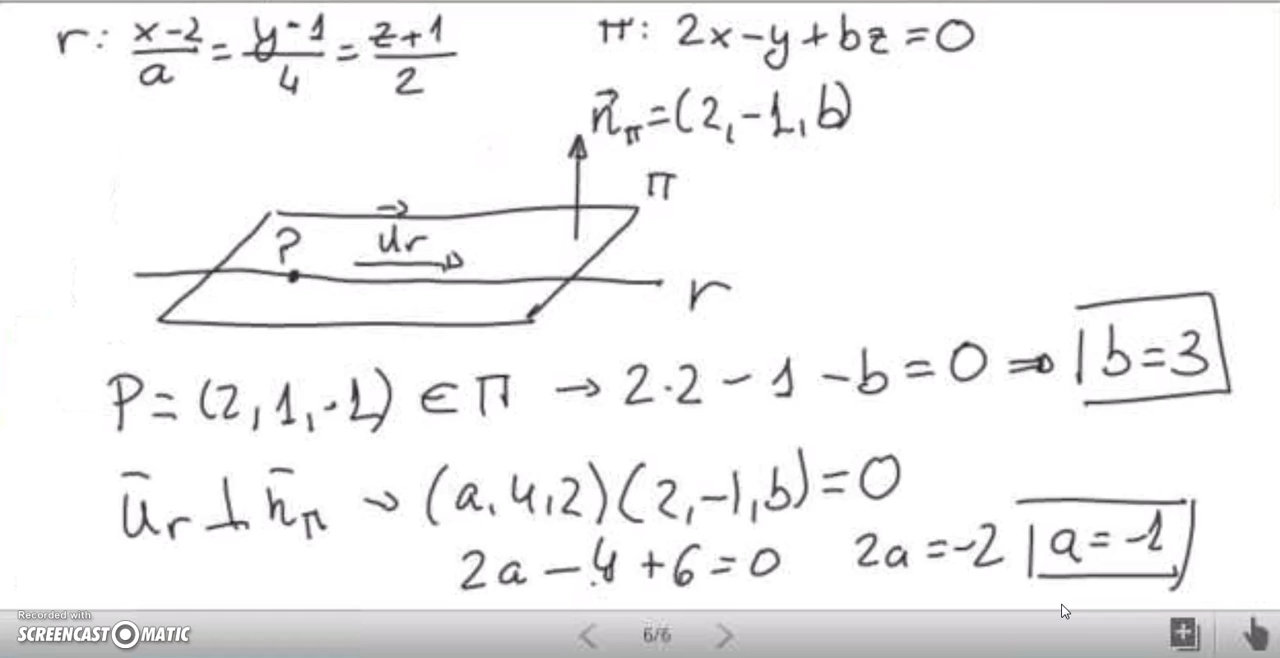 r: (x-2)/a = (y-1)/4 = (z+1)/2
π: 2x-y+bz=0
n⃗π=(2,-1,b)
π
P
u⃗r
r
P=(2,1,-1) ∈ π → 2·2-1-b=0 ⇒ b=3
ūr ⊥ n̄π → (a,4,2)(2,-1,b)=0
2a-4+6=0 2a=-2 a=-1
Recorded with
SCREENCAST MATIC
6/6